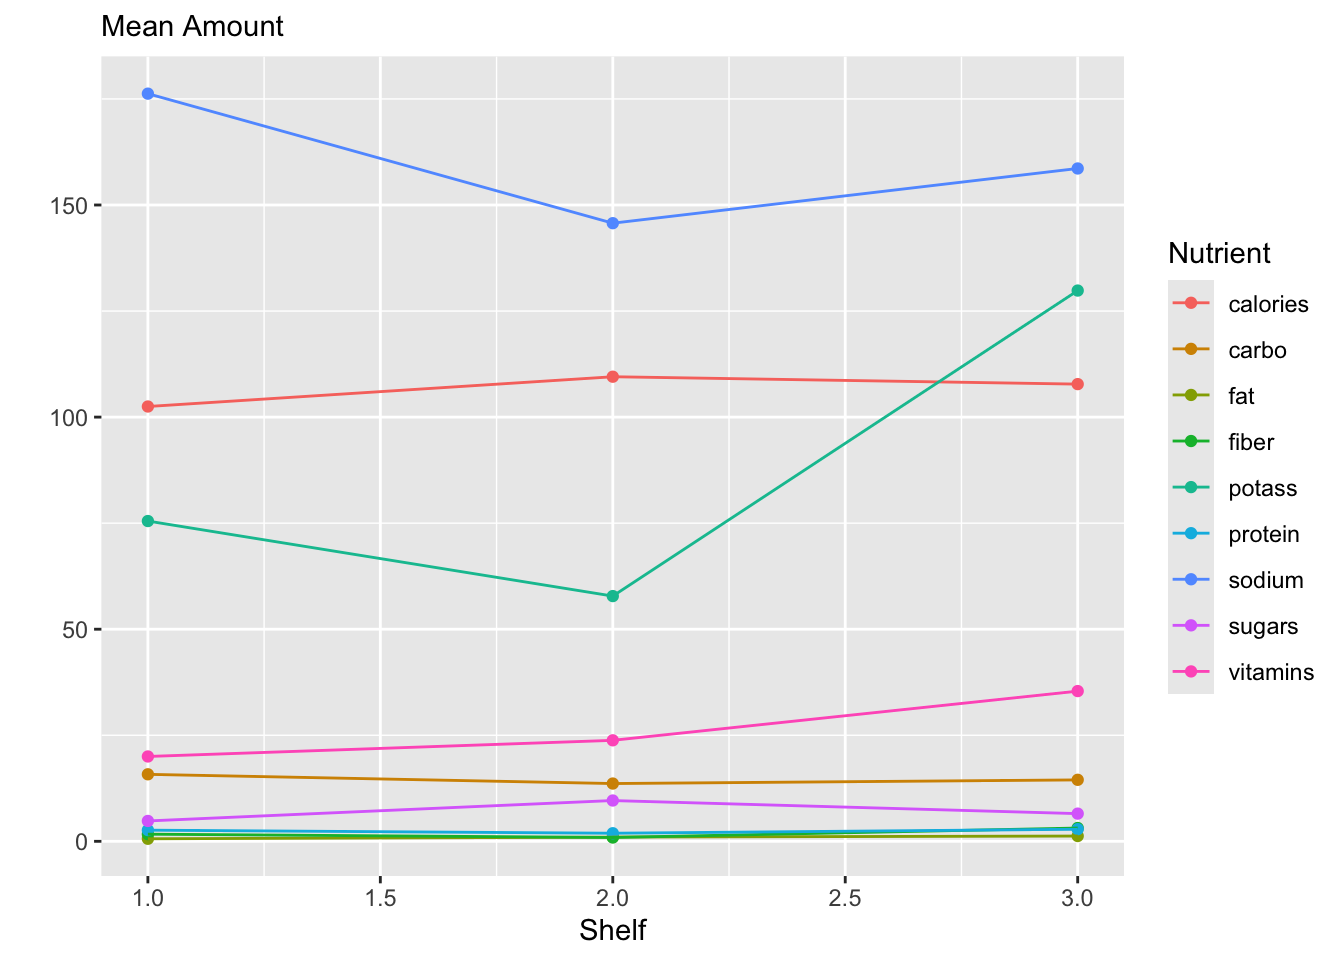 Mean Amount
150
100
50
0
1.0
1.5
2.0
2.5
3.0
Shelf
Nutrient
calories
carbo
fat
fiber
potass
protein
sodium
sugars
vitamins